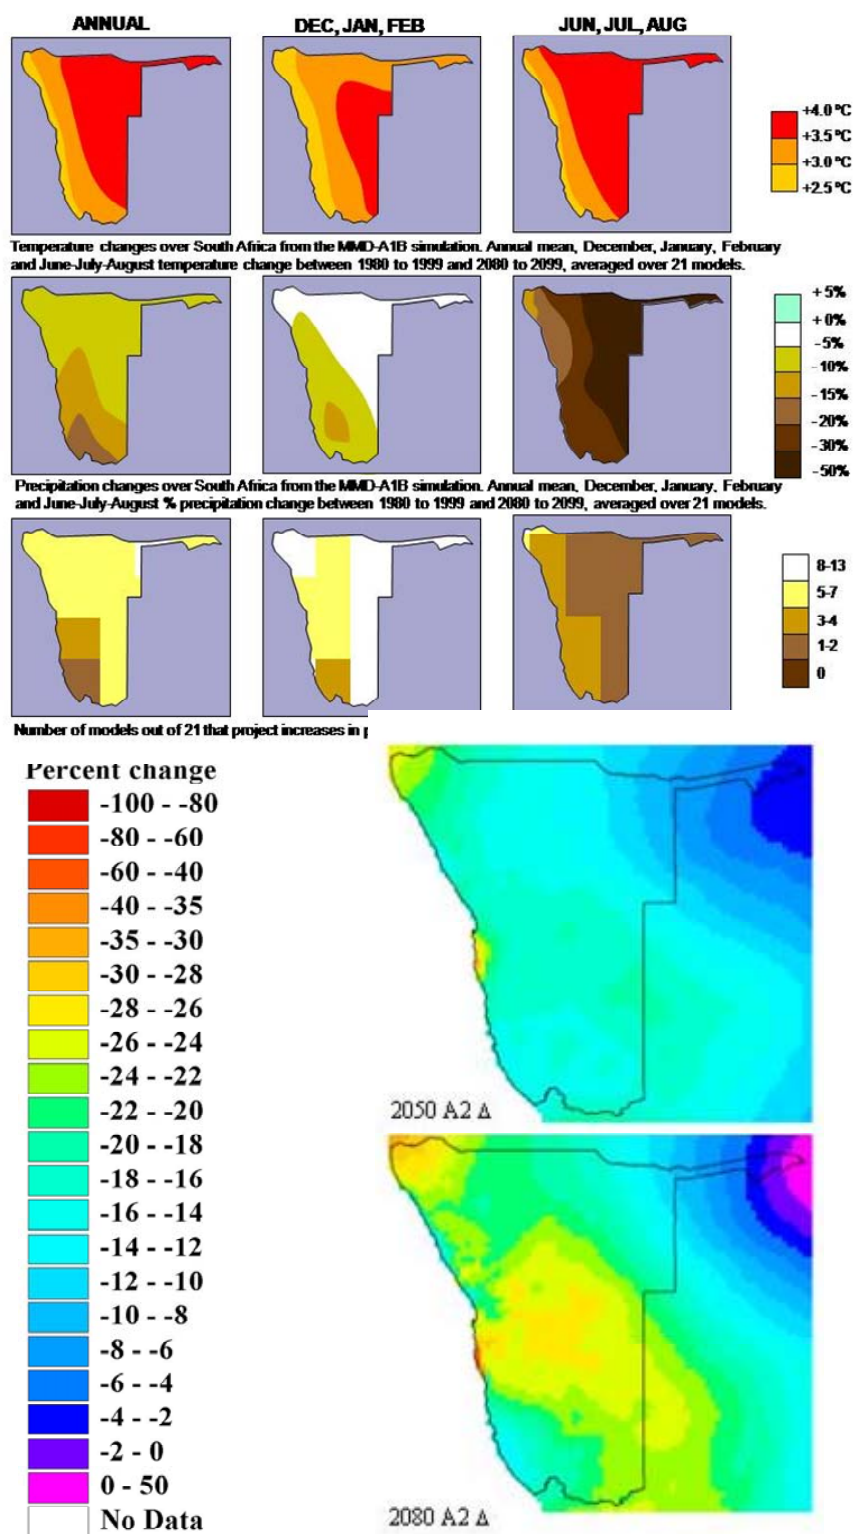 ANNUAL
DEC, JAN, FEB
JUN, JUL, AUG
+4.0 °C
+3.5 °C
+3.0 °C
+2.5 °C
Temperature changes over South Africa from the MMD-A1B simulation. Annual mean, December, January, February
and June-July-August temperature change between 1980 to 1999 and 2080 to 2099, averaged over 21 models.
+5%
+0%
-5%
-10%
-15%
-20%
-30%
-50%
Precipitation changes over South Africa from the MMD-A1B simulation. Annual mean, December, January, February
and June-July-August % precipitation change between 1980 to 1999 and 2080 to 2099, averaged over 21 models.
8-13
5-7
3-4
1-2
0
Number of models out of 21 that project increases in
Percent change
-100 - -80
-80 - -60
-60 - -40
-40 - -35
-35 - -30
-30 - -28
-28 - -26
-26 - -24
-24 - -22
-22 - -20
-20 - -18
-18 - -16
-16 - -14
-14 - -12
-12 - -10
-10 - -8
-8 - -6
-6 - -4
-4 - -2
-2 - 0
0 - 50
No Data
2050 A2 Δ
2080 A2 Δ